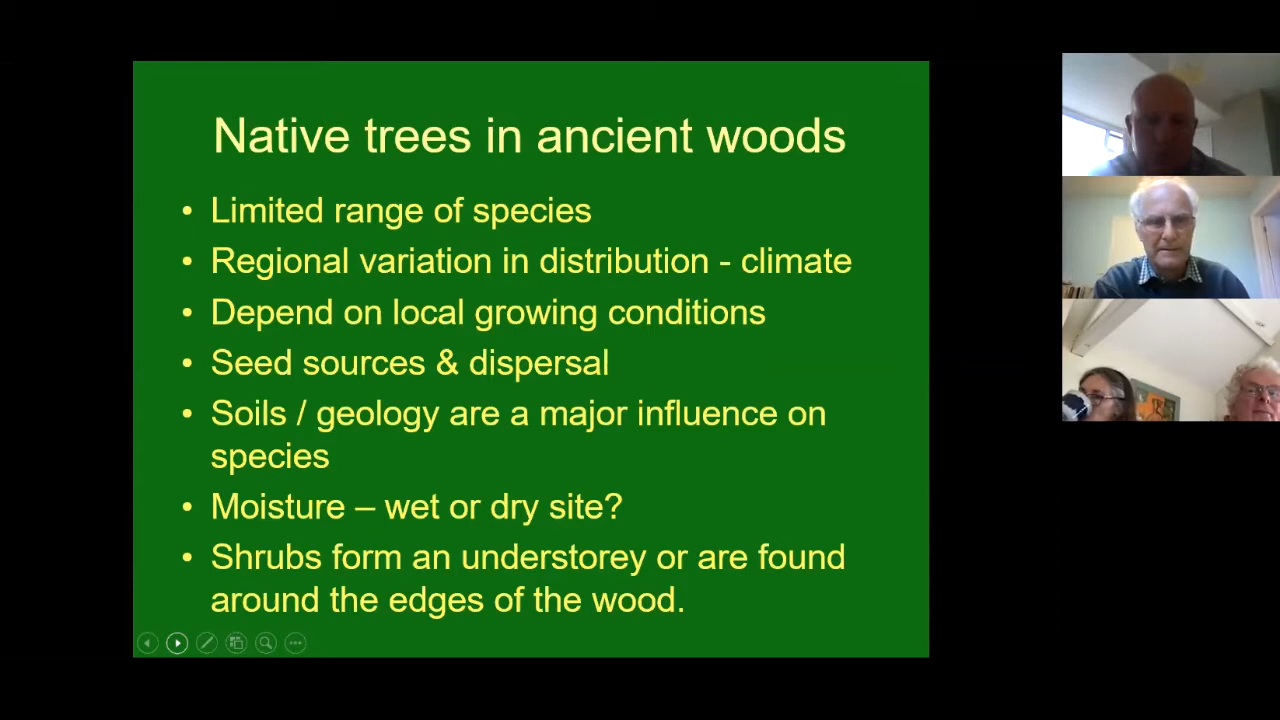 Native trees in ancient woods
• Limited range of species
• Regional variation in distribution - climate
• Depend on local growing conditions
• Seed sources & dispersal
• Soils / geology are a major influence on
species
• Moisture – wet or dry site?
• Shrubs form an understorey or are found
around the edges of the wood.